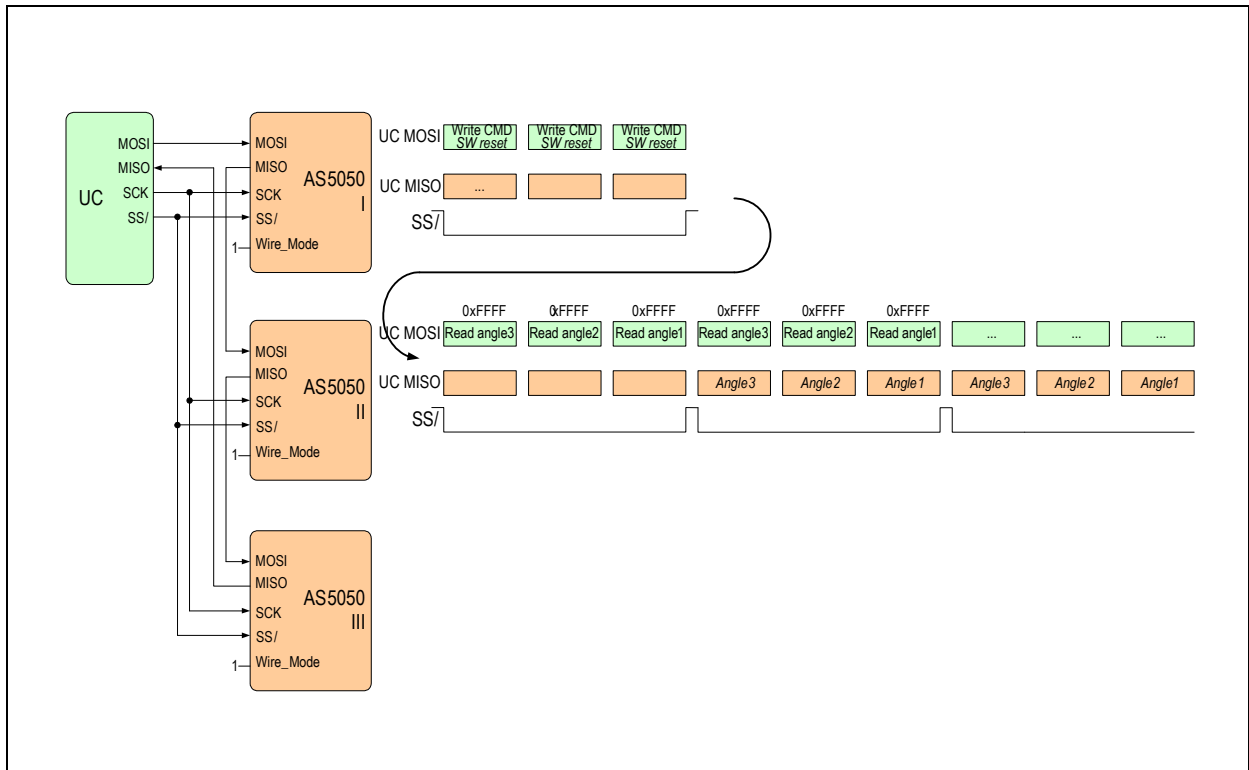 UC
MOSI
MISO
SCK
SS/
MOSI
MISO
SCK
SS/
1 Wire_Mode
AS5050
I
MOSI
MISO
SCK
SS/
1 Wire_Mode
AS5050
II
MOSI
MISO
SCK
SS/
1 Wire_Mode
AS5050
III
UC MOSI Write CMD Write CMD Write CMD
SW reset SW reset SW reset
UC MISO ...
SS/
0xFFFF 0xFFFF 0xFFFF 0xFFFF 0xFFFF 0xFFFF
UC MOSI Read angle3 Read angle2 Read angle1 Read angle3 Read angle2 Read angle1 ... ... ...
UC MISO Angle3 Angle2 Angle1 Angle3 Angle2 Angle1
SS/